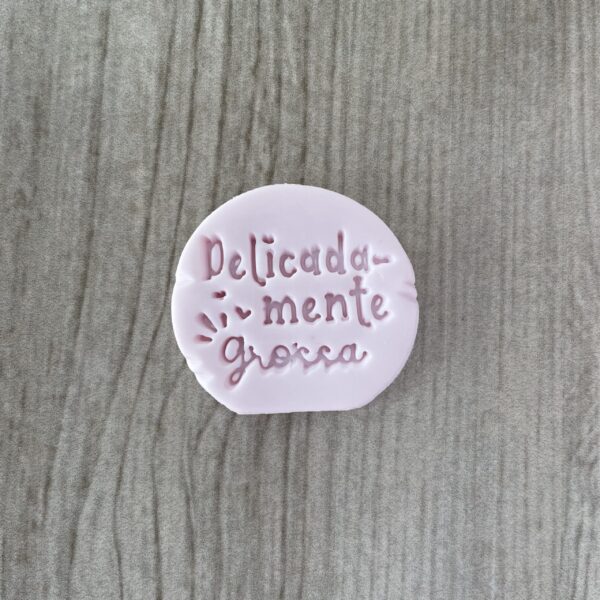 Delicada-
mente
grossa